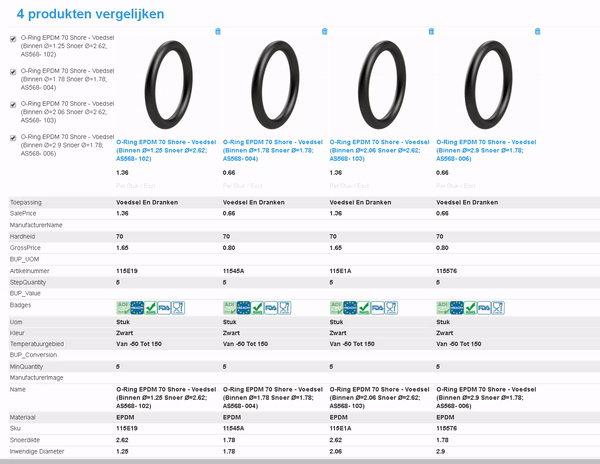 4 produkten vergelijken
O-Ring EPDM 70 Shore - Voedsel
(Binnen Ø=1.25 Snoer Ø=2.62;
AS568- 102)
O-Ring EPDM 70 Shore - Voedsel
(Binnen Ø=1.78 Snoer Ø=1.78;
AS568- 004)
O-Ring EPDM 70 Shore - Voedsel
(Binnen Ø=2.06 Snoer Ø=2.62;
AS568- 103)
O-Ring EPDM 70 Shore - Voedsel
(Binnen Ø=2.9 Snoer Ø=1.78;
AS568- 006)
O-Ring EPDM 70 Shore - Voedsel
(Binnen Ø=1.25 Snoer Ø=2.62;
AS568- 102)
1.36
Per Stuk / Excl
O-Ring EPDM 70 Shore - Voedsel
(Binnen Ø=1.78 Snoer Ø=1.78;
AS568- 004)
0.66
Per Stuk / Excl
O-Ring EPDM 70 Shore - Voedsel
(Binnen Ø=2.06 Snoer Ø=2.62;
AS568- 103)
1.36
Per Stuk / Excl
O-Ring EPDM 70 Shore - Voedsel
(Binnen Ø=2.9 Snoer Ø=1.78;
AS568- 006)
0.66
Per Stuk / Excl
Toepassing Voedsel En Dranken Voedsel En Dranken Voedsel En Dranken Voedsel En Dranken
SalePrice 1.36 0.66 1.36 0.66
ManufacturerName
Hardheid 70 70 70 70
GrossPrice 1.65 0.80 1.65 0.80
BUP_UOM
Artikelnummer 115E19 11545A 115E1A 115576
StepQuantity 5 5 5 5
BUP_Value
Badges
Uom Stuk Stuk Stuk Stuk
Kleur Zwart Zwart Zwart Zwart
Temperatuurgebied Van -50 Tot 150 Van -50 Tot 150 Van -50 Tot 150 Van -50 Tot 150
BUP_Conversion
MinQuantity 5 5 5 5
ManufacturerImage
Name O-Ring EPDM 70 Shore - Voedsel O-Ring EPDM 70 Shore - Voedsel O-Ring EPDM 70 Shore - Voedsel O-Ring EPDM 70 Shore - Voedsel
(Binnen Ø=1.25 Snoer Ø=2.62; (Binnen Ø=1.78 Snoer Ø=1.78; (Binnen Ø=2.06 Snoer Ø=2.62; (Binnen Ø=2.9 Snoer Ø=1.78;
AS568- 102) AS568- 004) AS568- 103) AS568- 006)
Materiaal EPDM EPDM EPDM EPDM
Sku 115E19 11545A 115E1A 115576
Snoerdikte 2.62 1.78 2.62 1.78
Inwendige Diameter 1.25 1.78 2.06 2.9